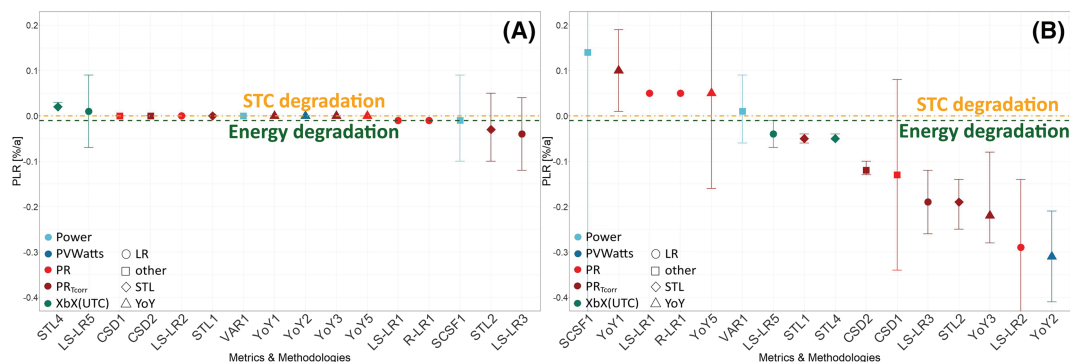 (A)
STC degradation
Energy degradation
PLR [%/a]
0.2
0.1
0.0
-0.1
-0.2
-0.3
-0.4
Power
PVWatts
PR
PRTcorr
XbX(UTC)
LR
other
STL
YoY
STL4
LS-LR5
CSD1
CSD2
LS-LR2
STL1
VAR1
YoY1
YoY2
YoY3
YoY5
LS-LR1
R-LR1
SCSF1
STL2
LS-LR3
Metrics & Methodologies
(B)
STC degradation
Energy degradation
PLR [%/a]
0.2
0.1
0.0
-0.1
-0.2
-0.3
-0.4
Power
PVWatts
PR
PRTcorr
XbX(UTC)
LR
other
STL
YoY
SCSF1
YoY1
LS-LR1
R-LR1
YoY5
VAR1
LS-LR5
STL1
STL4
CSD2
CSD1
LS-LR3
STL2
YoY3
LS-LR2
YoY2
Metrics & Methodologies